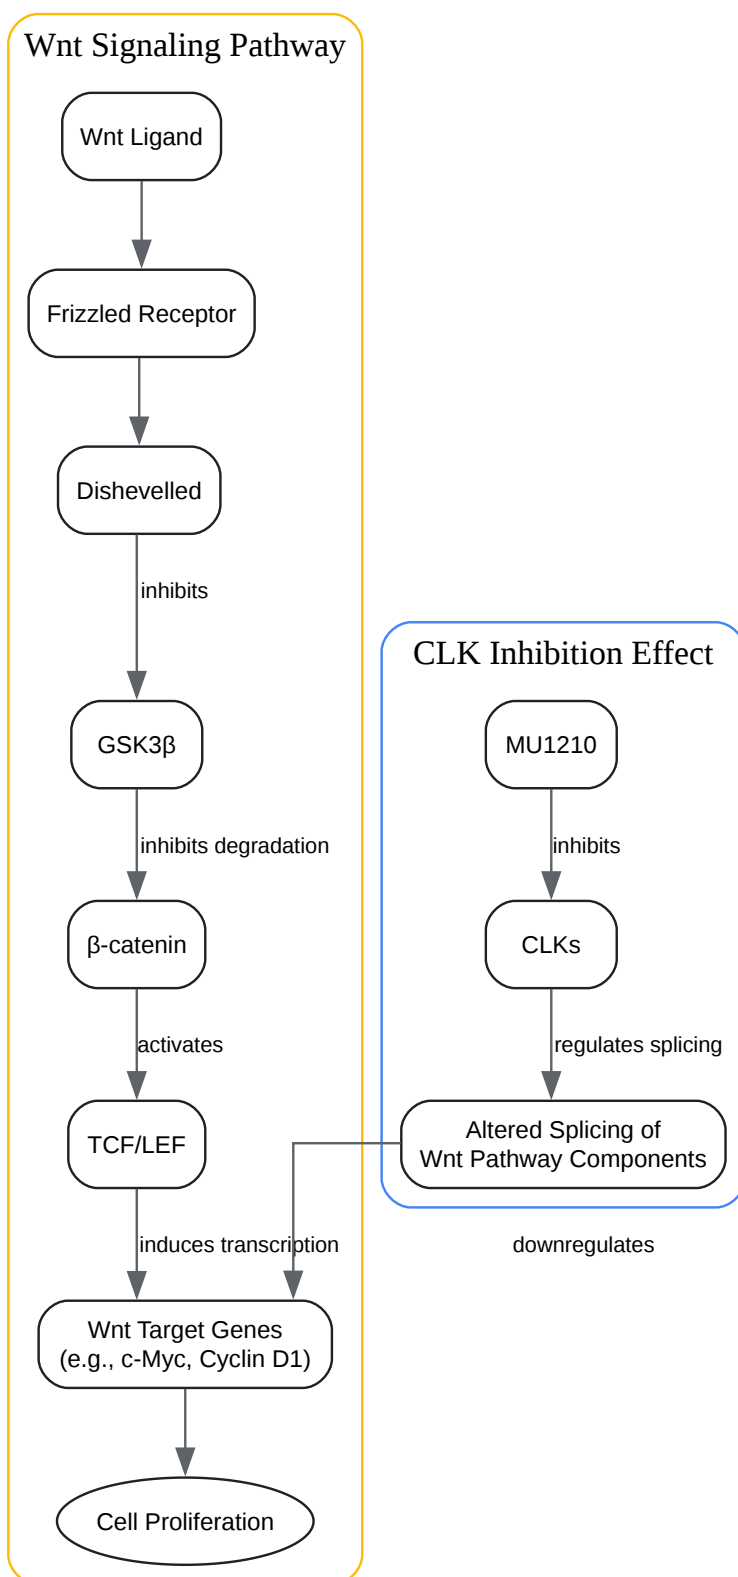 Wnt Signaling Pathway
Wnt Ligand
Frizzled Receptor
Dishevelled
inhibits
GSK3β
inhibits degradation
β-catenin
activates
TCF/LEF
induces transcription
Wnt Target Genes
(e.g., c-Myc, Cyclin D1)
Cell Proliferation
CLK Inhibition Effect
MU1210
inhibits
CLKs
regulates splicing
Altered Splicing of
Wnt Pathway Components
downregulates